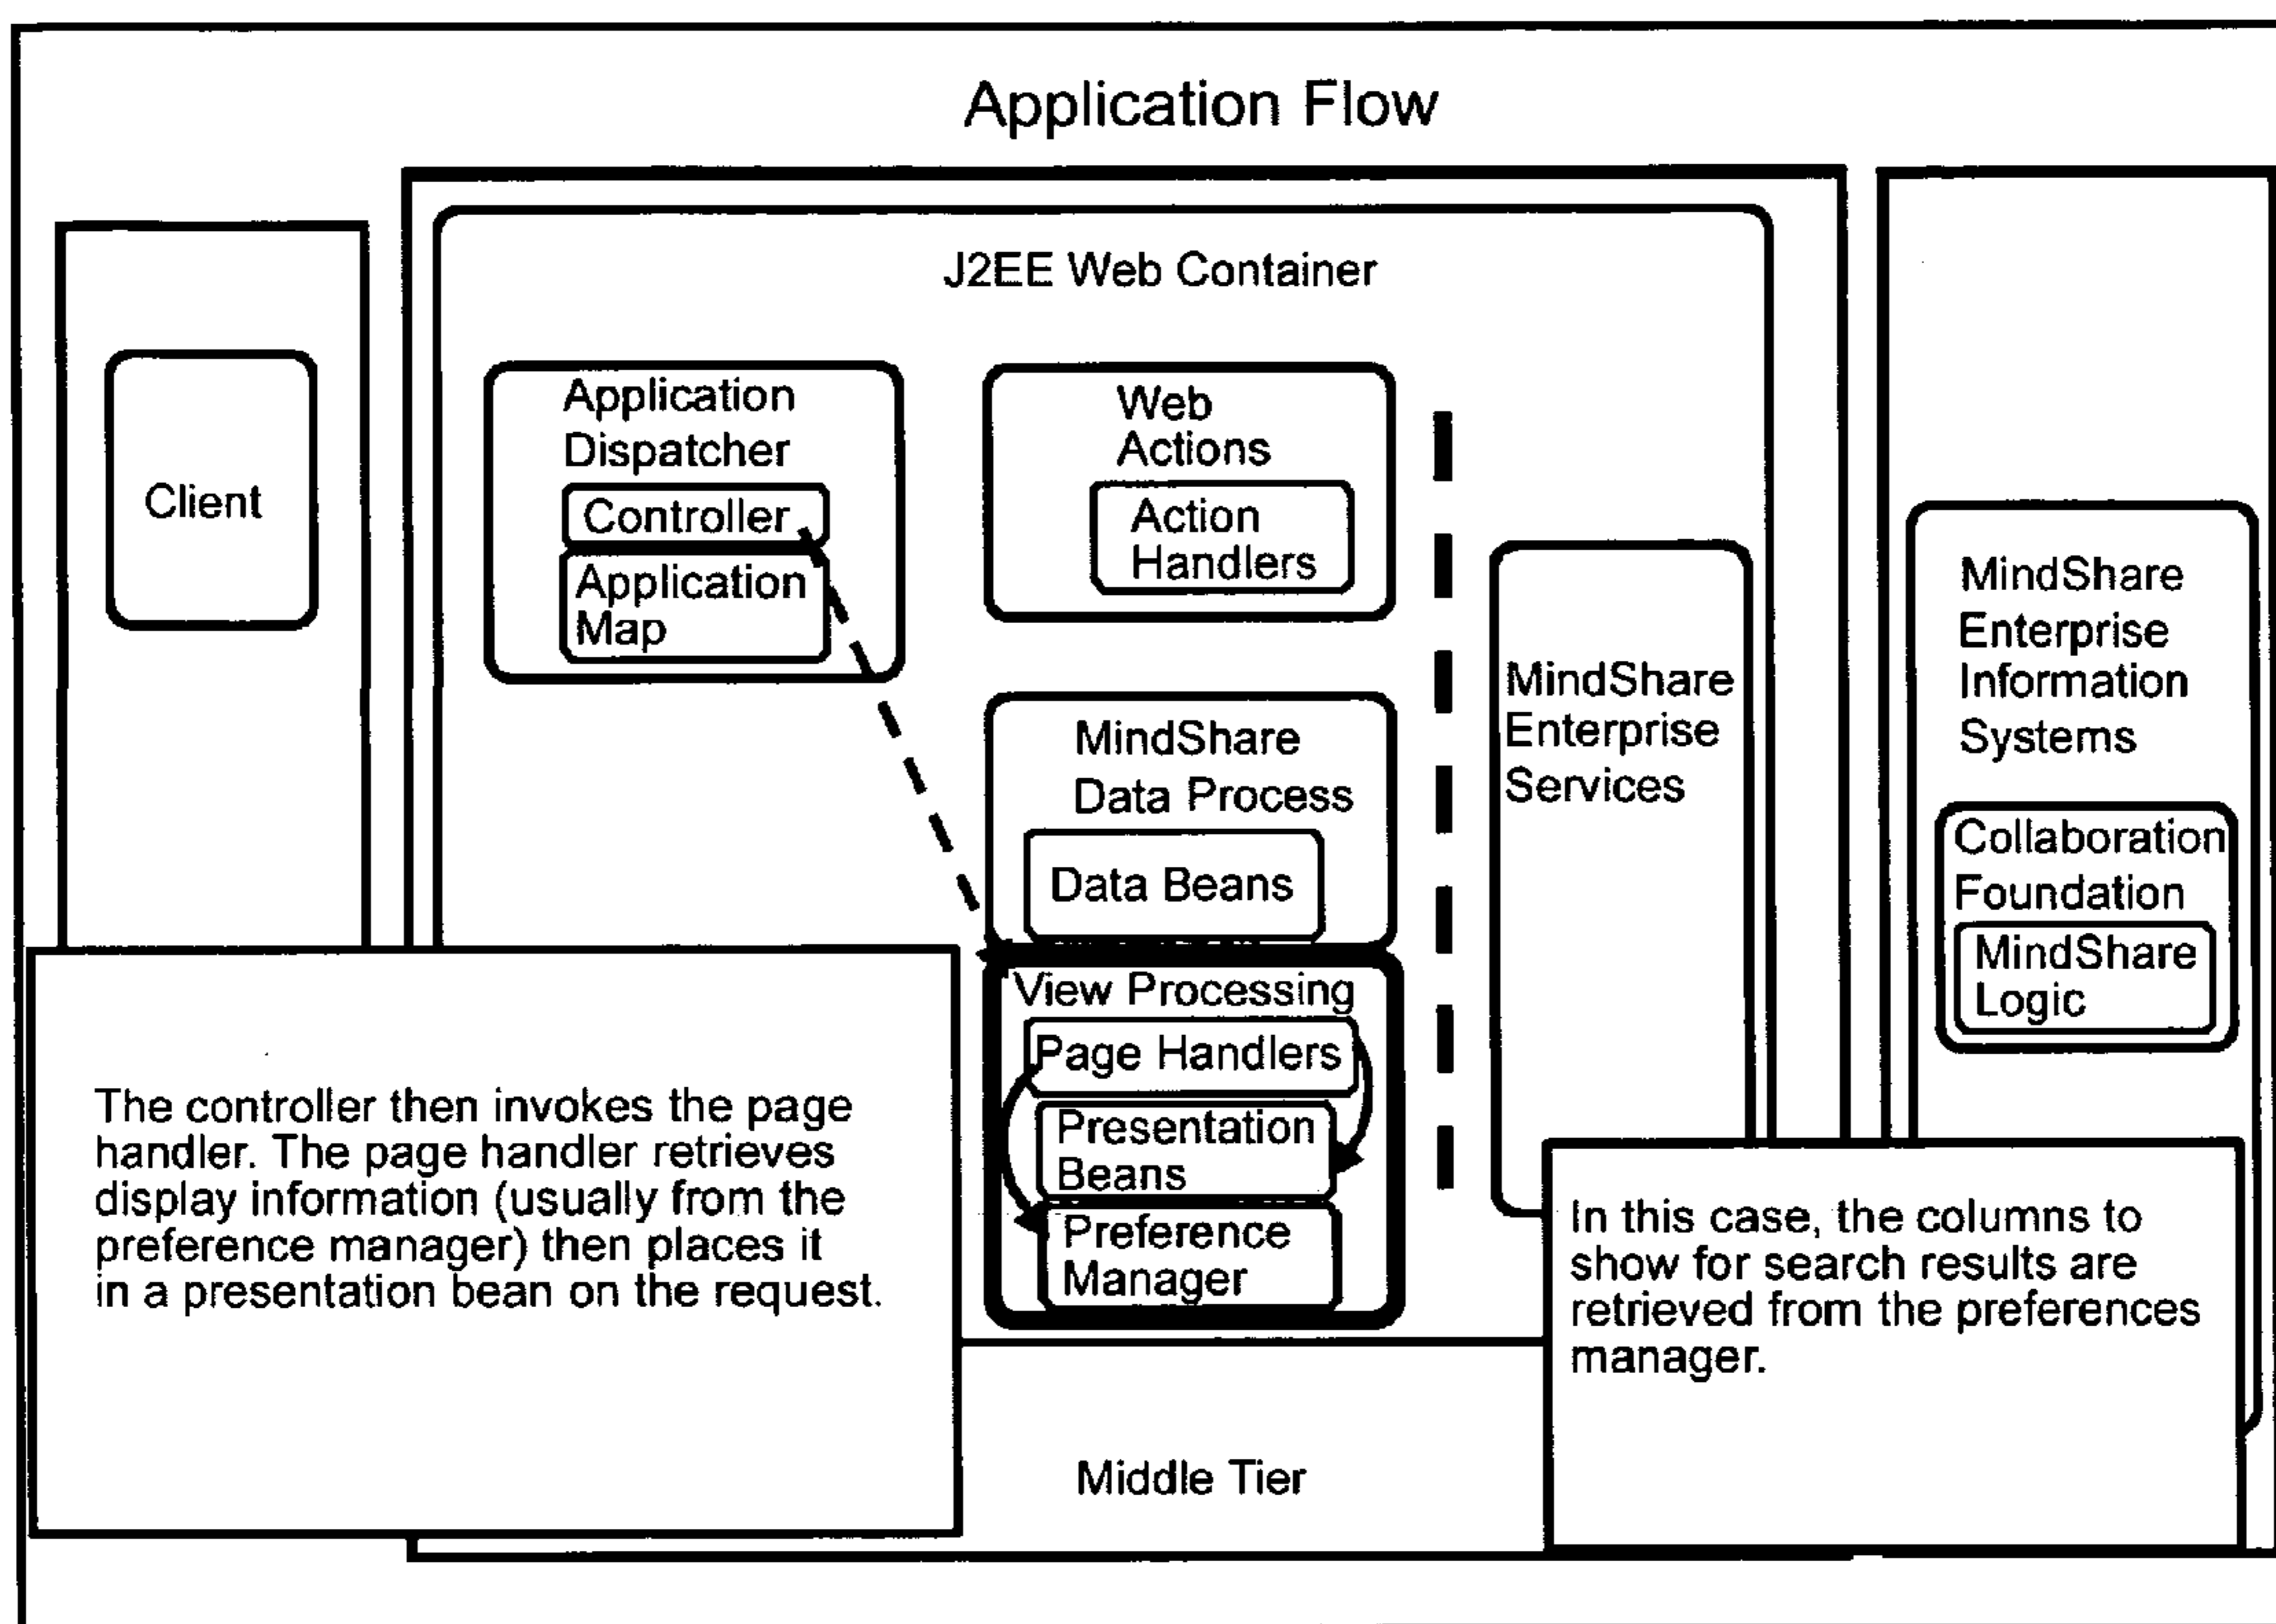 Application Flow
J2EE Web Container
Client
Application
Dispatcher
Controller
Application
Map
Web
Actions
Action
Handlers
MindShare
Data Process
Data Beans
View Processing
Page Handlers
Presentation
Beans
Preference
Manager
MindShare
Enterprise
Services
MindShare
Enterprise
Information
Systems
Collaboration
Foundation
MindShare
Logic
The controller then invokes the page
handler. The page handler retrieves
display information (usually from the
preference manager) then places it
in a presentation bean on the request.
In this case, the columns to
show for search results are
retrieved from the preferences
manager.
Middle Tier